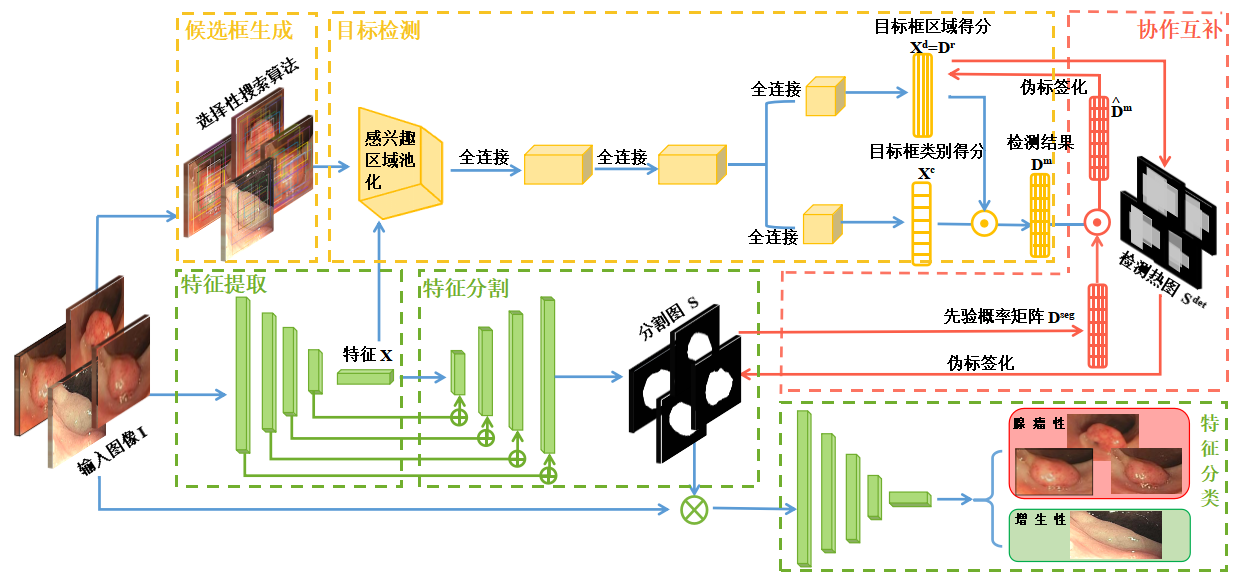 候选框生成
目标检测
协作互补
选择性搜索算法
目标框区域得分
X^d=D^r
全连接
伪标签化
D̂^m
感兴趣
区域池
化
全连接
全连接
目标框类别得分
X^c
检测结果
D^m
全连接
检测热图 S^det
特征提取
特征分割
特征 X
分割图 S
先验概率矩阵 D^seg
伪标签化
输入图像 I
腺瘤性
增生性
特征分类